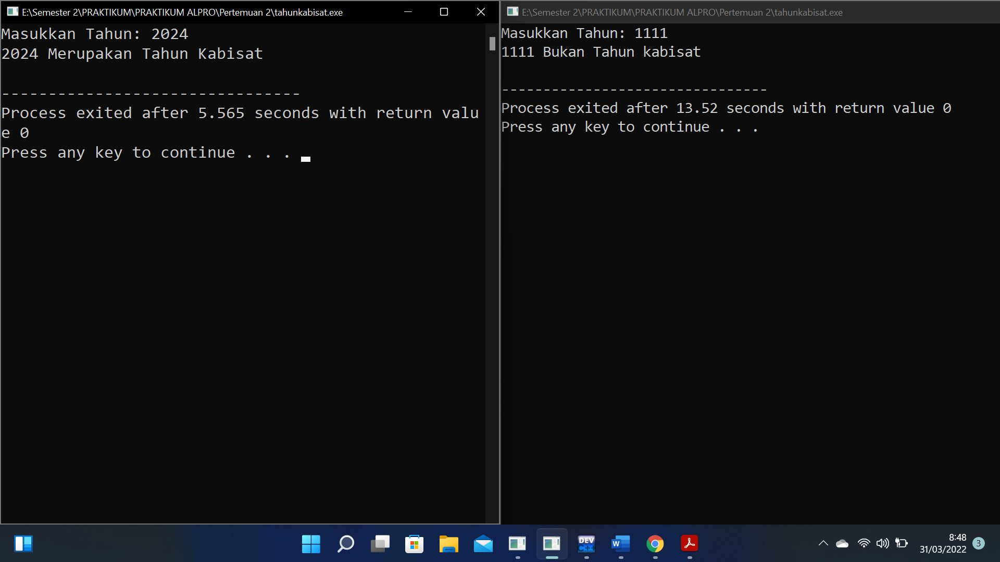 E:\Semester 2\PRAKTIKUM\PRAKTIKUM ALPRO\Pertemuan 2\tahunkabisat.exe
Masukkan Tahun: 2024
2024 Merupakan Tahun Kabisat
--------------------------------
Process exited after 5.565 seconds with return valu
e 0
Press any key to continue . . .
E:\Semester 2\PRAKTIKUM\PRAKTIKUM ALPRO\Pertemuan 2\tahunkabisat.exe
Masukkan Tahun: 1111
1111 Bukan Tahun kabisat
--------------------------------
Process exited after 13.52 seconds with return value 0
Press any key to continue . . .
DEV
C++
W
8:48
31/03/2022
3